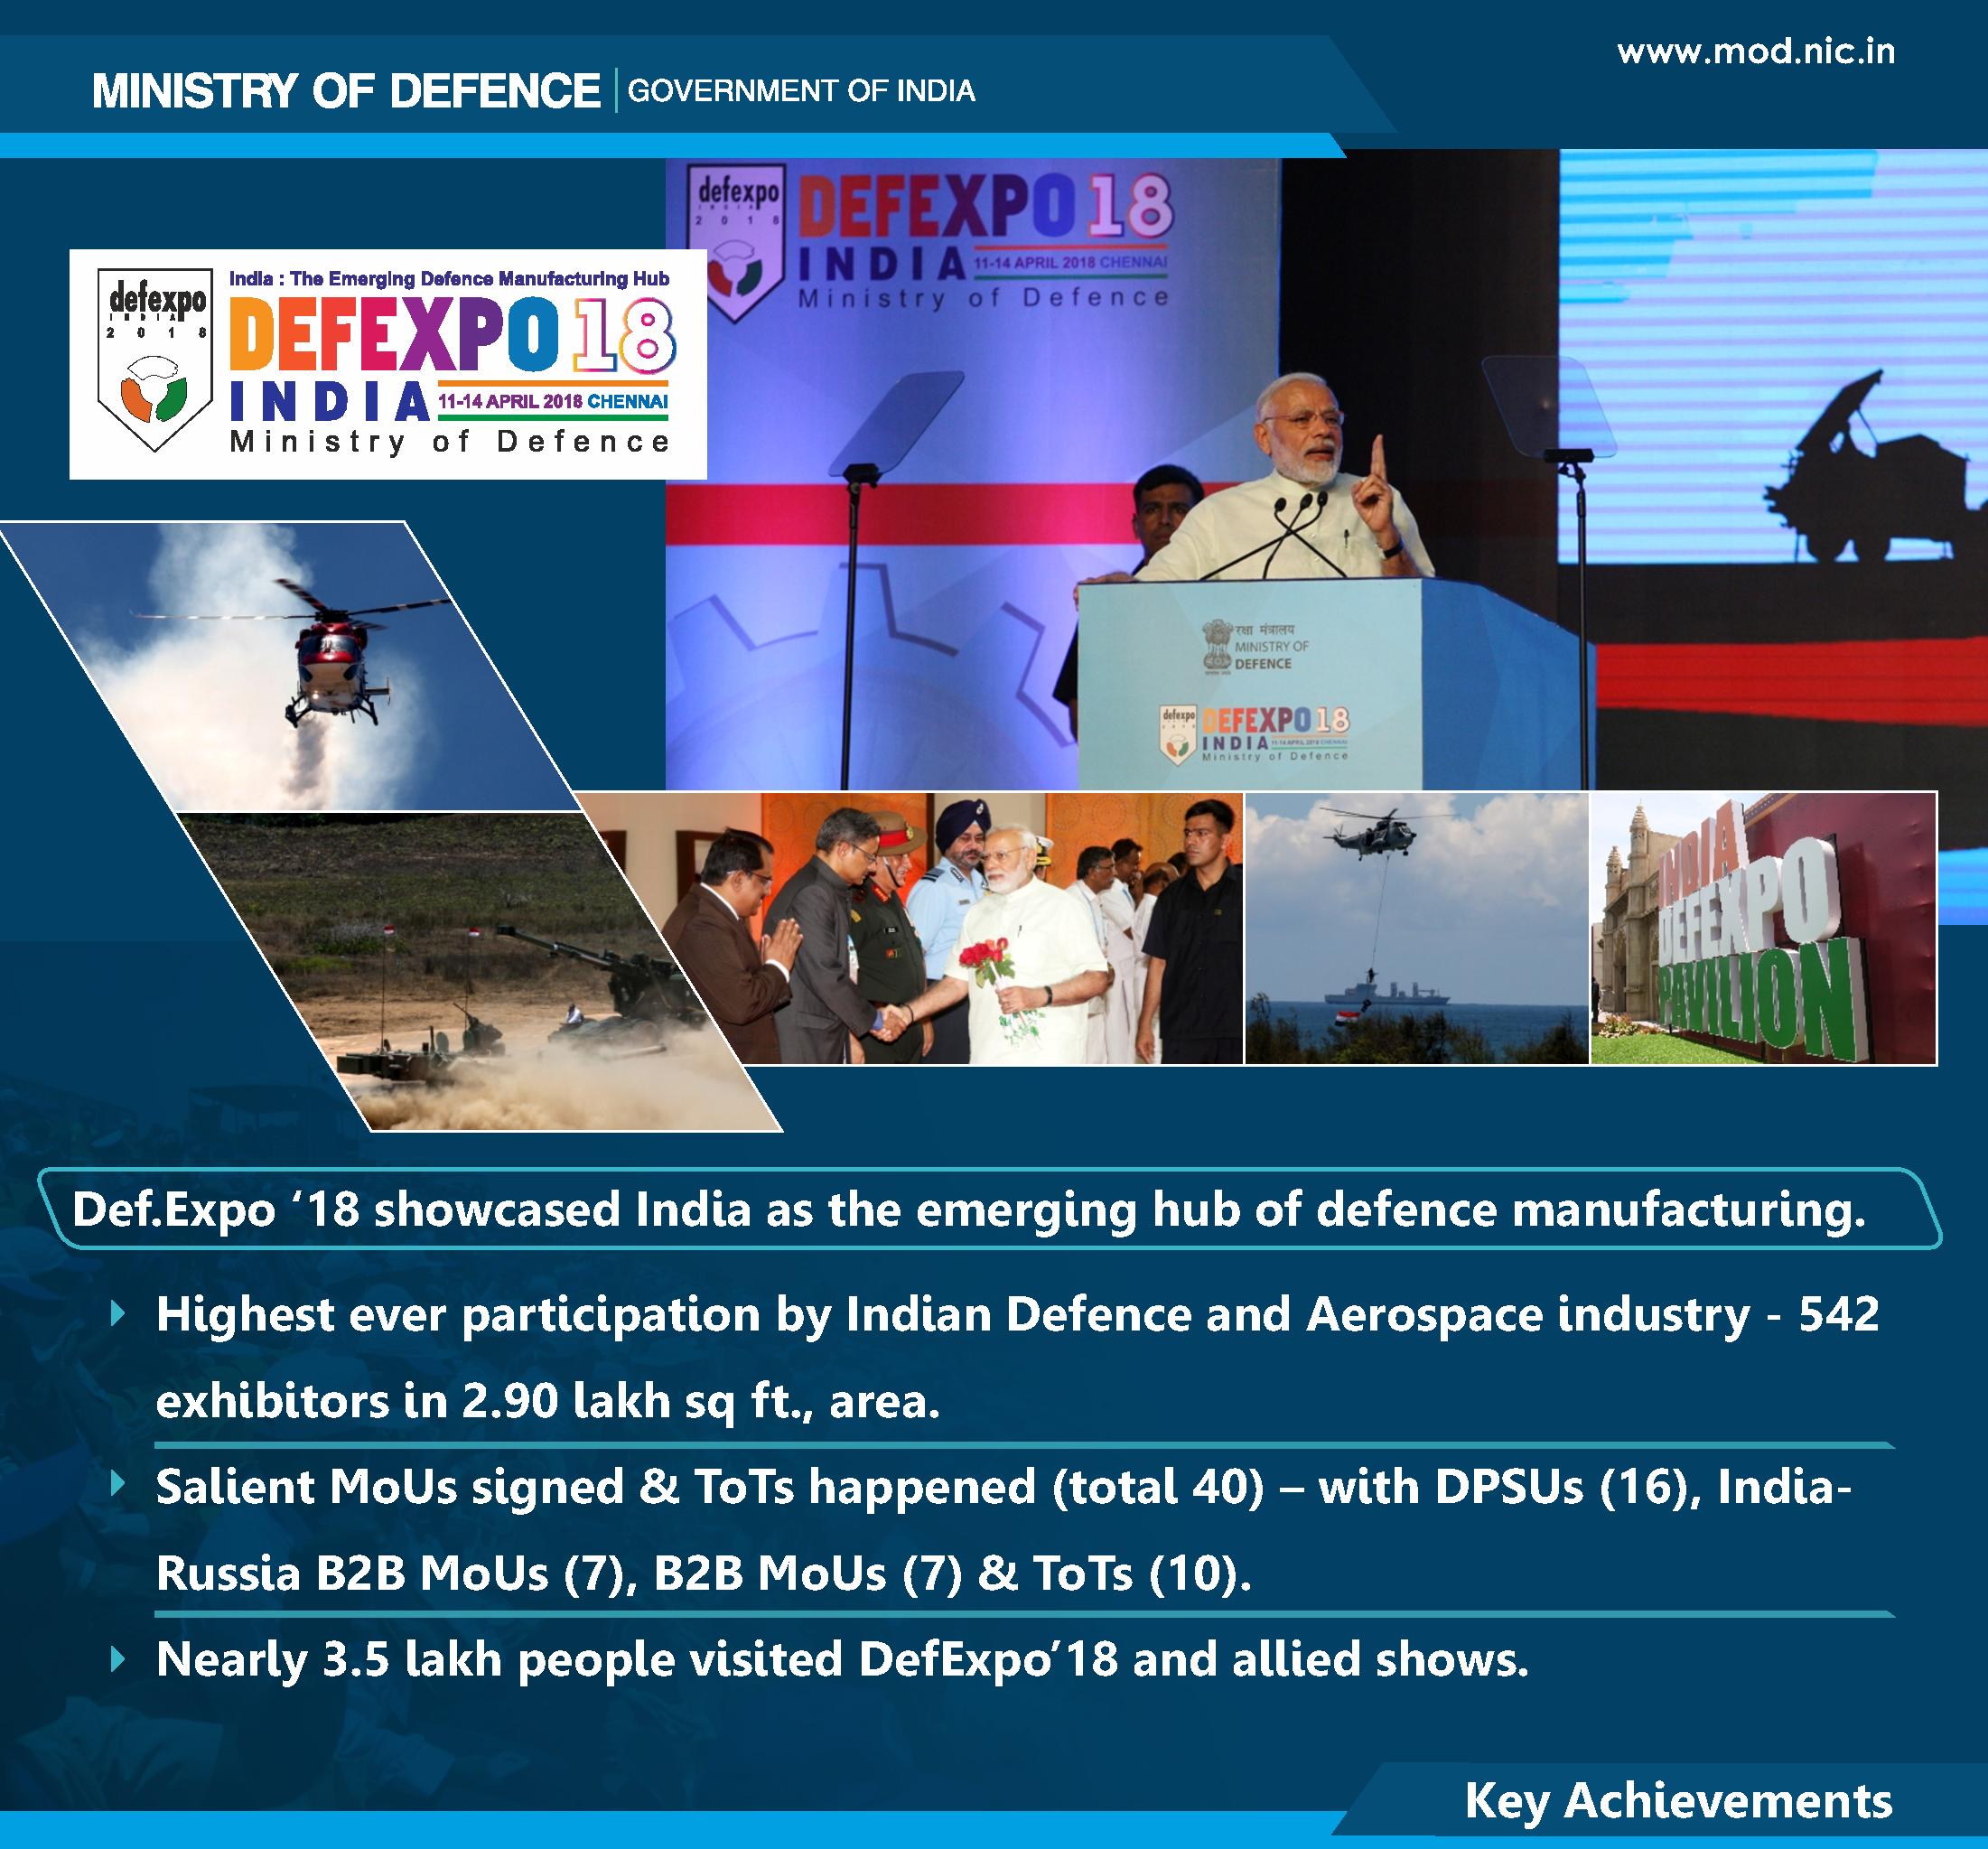 www.mod.nic.in
MINISTRY OF DEFENCE | GOVERNMENT OF INDIA
defexpo
INDIA
2018
DEFEXPO 18
INDIA 11-14 APRIL 2018 CHENNAI
Ministry of Defence
defexpo
INDIA
2018
India : The Emerging Defence Manufacturing Hub
DEFEXPO 18
INDIA 11-14 APRIL 2018 CHENNAI
Ministry of Defence
रक्षा मंत्रालय
MINISTRY OF
DEFENCE
defexpo
DEFEXPO 18
INDIA 11-14 APRIL 2018 CHENNAI
Ministry of Defence
INDIA
DEFEXPO
PAVILION
Def.Expo ‘18 showcased India as the emerging hub of defence manufacturing.
Highest ever participation by Indian Defence and Aerospace industry - 542
exhibitors in 2.90 lakh sq ft., area.
Salient MoUs signed & ToTs happened (total 40) – with DPSUs (16), India-
Russia B2B MoUs (7), B2B MoUs (7) & ToTs (10).
Nearly 3.5 lakh people visited DefExpo’18 and allied shows.
Key Achievements